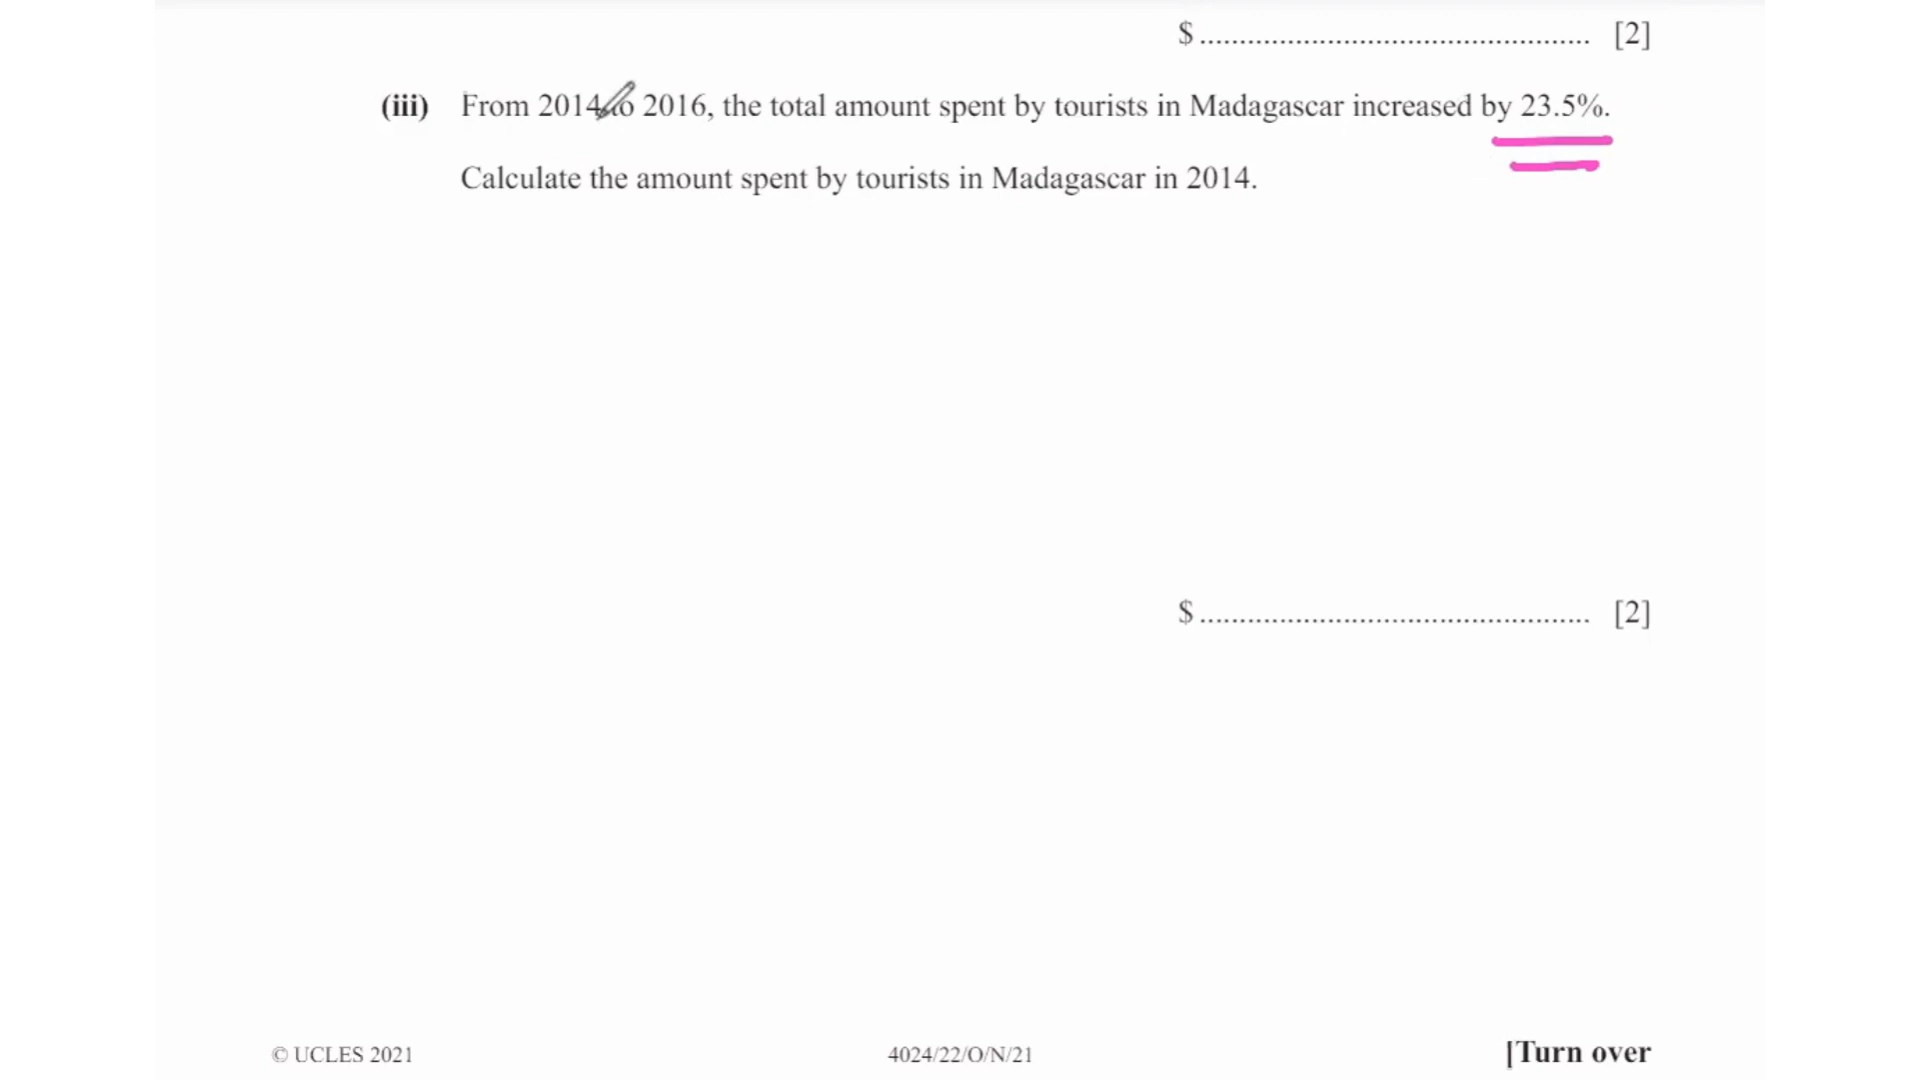 $ ................................................ [2]
(iii) From 2014 to 2016, the total amount spent by tourists in Madagascar increased by 23.5%.
Calculate the amount spent by tourists in Madagascar in 2014.
$ ................................................ [2]
© UCLES 2021
4024/22/O/N/21
[Turn over